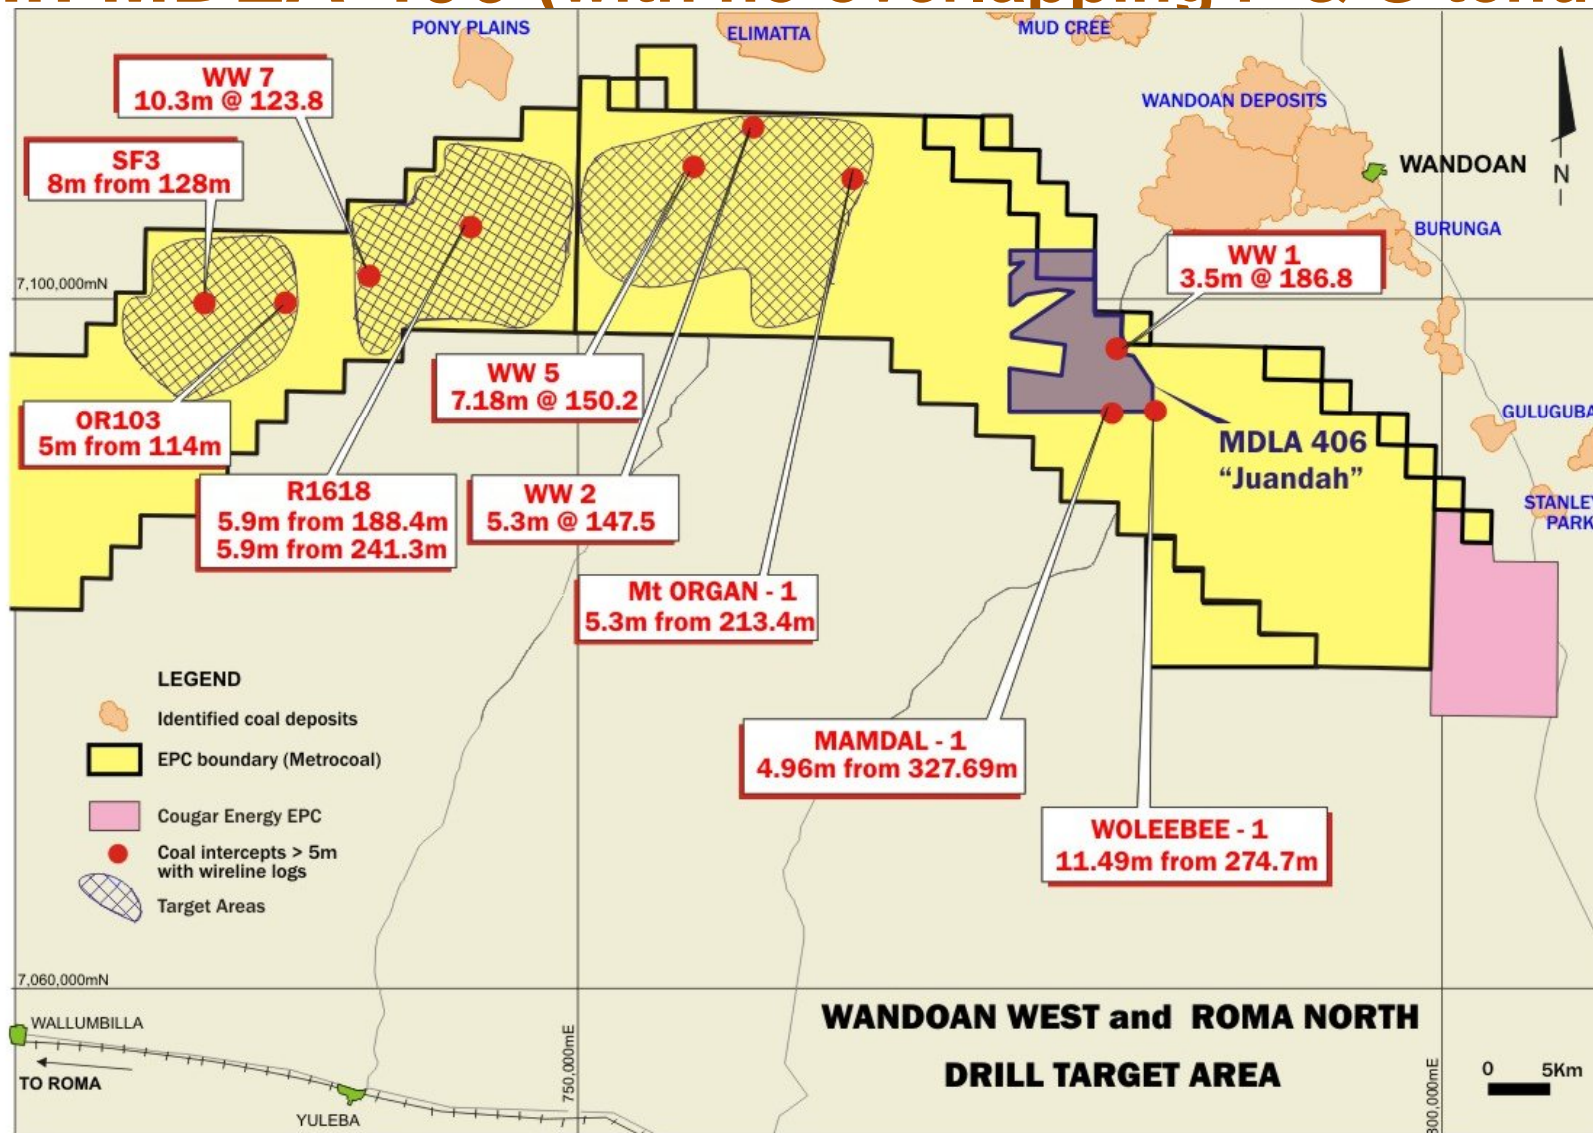 PONY PLAINS
ELIMATTA
MUD CREE
WW 7
10.3m @ 123.8
WANDOAN DEPOSITS
SF3
8m from 128m
WANDOAN
N
BURUNGA
WW 1
3.5m @ 186.8
7,100,000mN
WW 5
7.18m @ 150.2
OR103
5m from 114m
GULUGUBA
MDLA 406
“Juandah”
R1618
5.9m from 188.4m
5.9m from 241.3m
WW 2
5.3m @ 147.5
STANLEY
PARK
Mt ORGAN - 1
5.3m from 213.4m
LEGEND
Identified coal deposits
EPC boundary (Metrocoal)
Cougar Energy EPC
Coal intercepts > 5m
with wireline logs
Target Areas
MAMDAL - 1
4.96m from 327.69m
WOLEEBEE - 1
11.49m from 274.7m
7,060,000mN
WALLUMBILLA
TO ROMA
YULEBA
750,000mE
WANDOAN WEST and ROMA NORTH
DRILL TARGET AREA
800,000mE
0 5Km